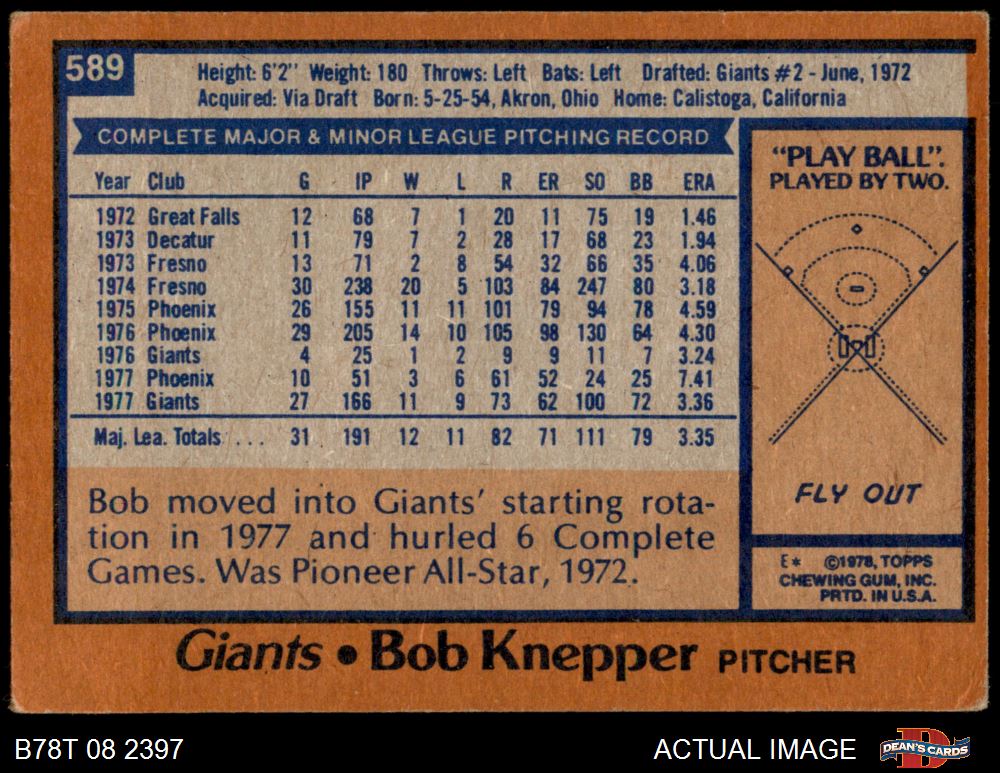 589
Height: 6'2" Weight: 180 Throws: Left Bats: Left Drafted: Giants #2 - June, 1972
Acquired: Via Draft Born: 5-25-54, Akron, Ohio Home: Calistoga, California
COMPLETE MAJOR & MINOR LEAGUE PITCHING RECORD
Year Club G IP W L R ER SO BB ERA
1972 Great Falls 12 68 7 1 20 11 75 19 1.46
1973 Decatur 11 79 7 2 28 17 68 23 1.94
1973 Fresno 13 71 2 8 54 32 66 35 4.06
1974 Fresno 30 238 20 5 103 84 247 80 3.18
1975 Phoenix 26 155 11 11 101 79 94 78 4.59
1976 Phoenix 29 205 14 10 105 98 130 64 4.30
1976 Giants 4 25 1 2 9 9 11 7 3.24
1977 Phoenix 10 51 3 6 61 52 24 25 7.41
1977 Giants 27 166 11 9 73 62 100 72 3.36
Maj. Lea. Totals . . . 31 191 12 11 82 71 111 79 3.35
Bob moved into Giants' starting rota-
tion in 1977 and hurled 6 Complete
Games. Was Pioneer All-Star, 1972.
"PLAY BALL".
PLAYED BY TWO.
FLY OUT
E* ©1978, TOPPS
CHEWING GUM, INC.
PRTD. IN U.S.A.
Giants • Bob Knepper PITCHER
B78T 08 2397
ACTUAL IMAGE
DEAN'S CARDS